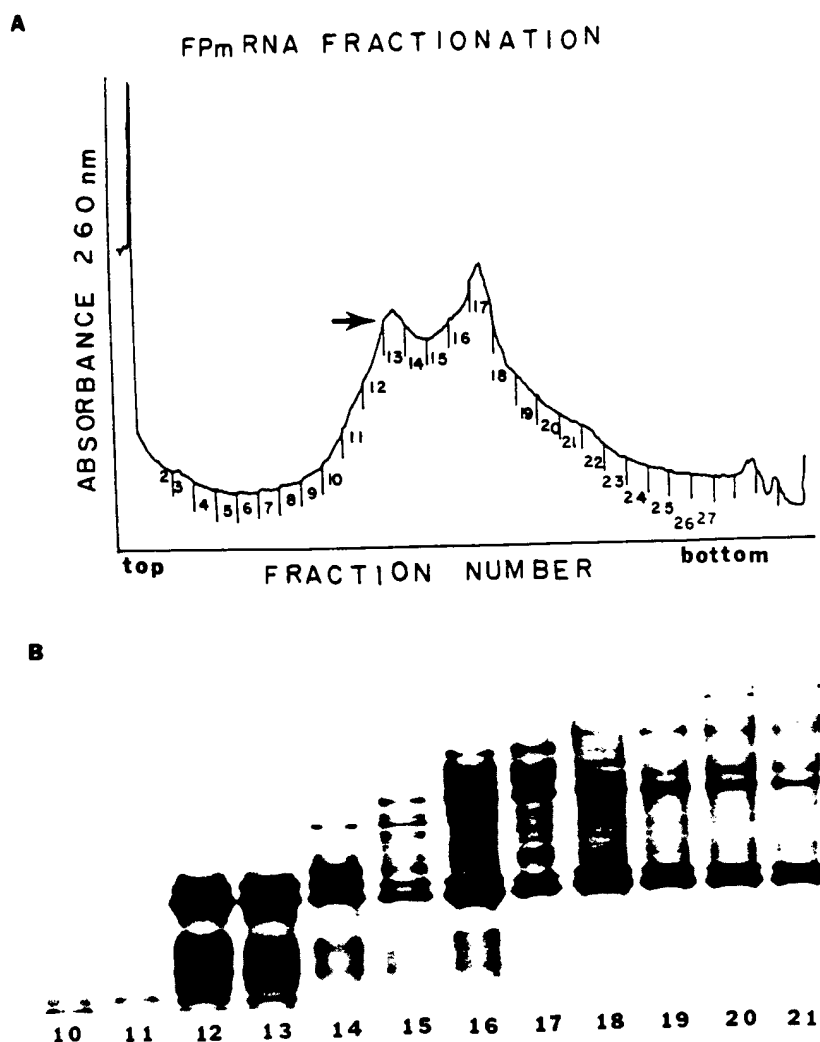 A
FPmRNA FRACTIONATION
ABSORBANCE 260nm
2 3 4 5 6 7 8 9 10 11 12 13 14 15 16 17 18 19 20 21 22 23 24 25 26 27
top
bottom
FRACTION NUMBER
B
10 11 12 13 14 15 16 17 18 19 20 21